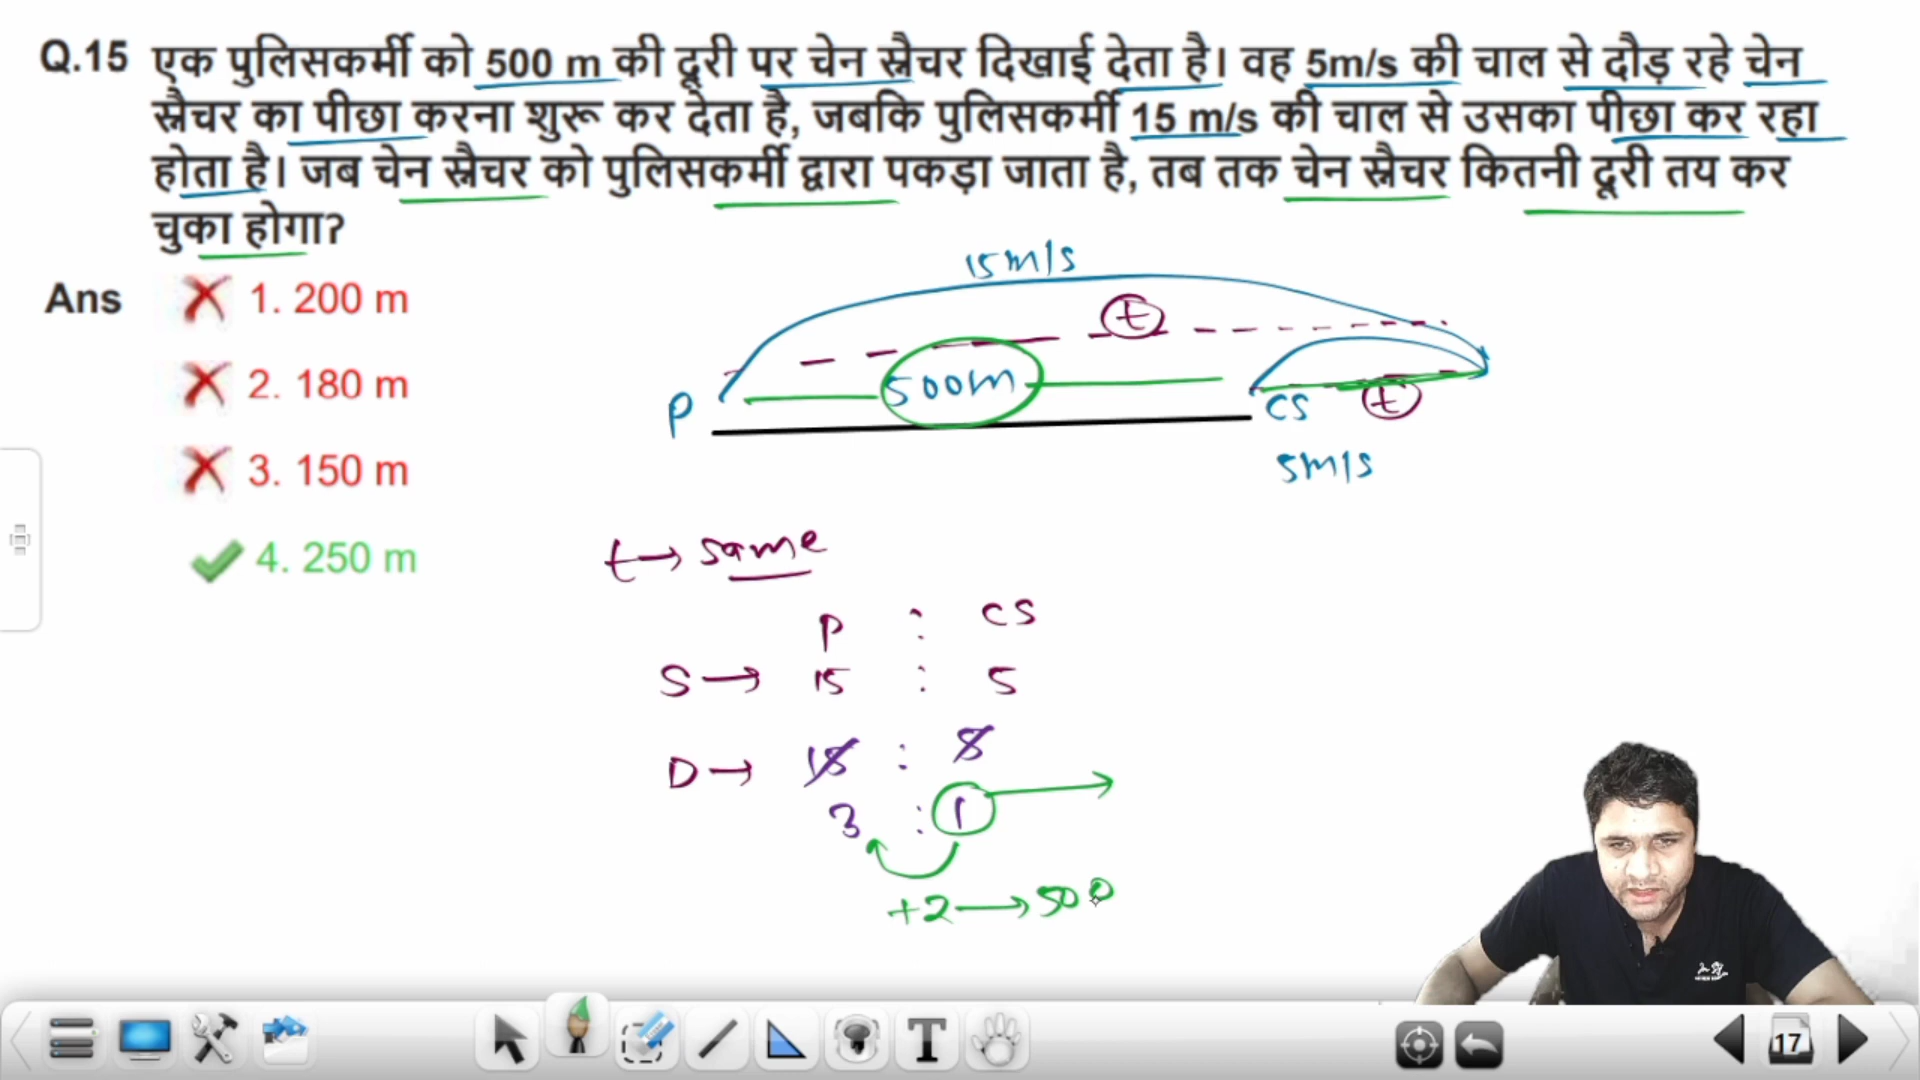 Q.15 एक पुलिसकर्मी को 500 m की दूरी पर चेन स्नैचर दिखाई देता है। वह 5m/s की चाल से दौड़ रहे चेन
स्नैचर का पीछा करना शुरू कर देता है, जबकि पुलिसकर्मी 15 m/s की चाल से उसका पीछा कर रहा
होता है। जब चेन स्नैचर को पुलिसकर्मी द्वारा पकड़ा जाता है, तब तक चेन स्नैचर कितनी दूरी तय कर
चुका होगा?
15m/s
Ans 1. 200 m
t
2. 180 m
500m
P
CS
t
3. 150 m
5m/s
4. 250 m
t→ same
P : CS
S→ 15 : 5
D→ 15 : 5
3 : 1
+2→500
17